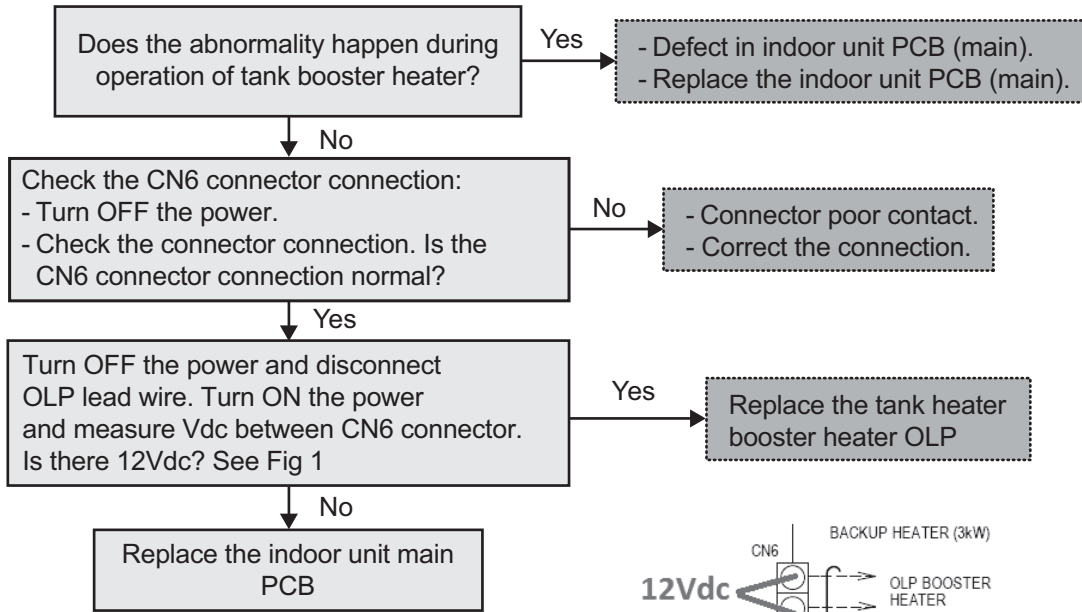 Does the abnormality happen during
operation of tank booster heater?
Yes
- Defect in indoor unit PCB (main).
- Replace the indoor unit PCB (main).
No
Check the CN6 connector connection:
- Turn OFF the power.
- Check the connector connection. Is the
CN6 connector connection normal?
No
- Connector poor contact.
- Correct the connection.
Yes
Turn OFF the power and disconnect
OLP lead wire. Turn ON the power
and measure Vdc between CN6 connector.
Is there 12Vdc? See Fig 1
Yes
Replace the tank heater
booster heater OLP
No
Replace the indoor unit main
PCB
BACKUP HEATER (3kW)
CN6
12Vdc
OLP BOOSTER
HEATER